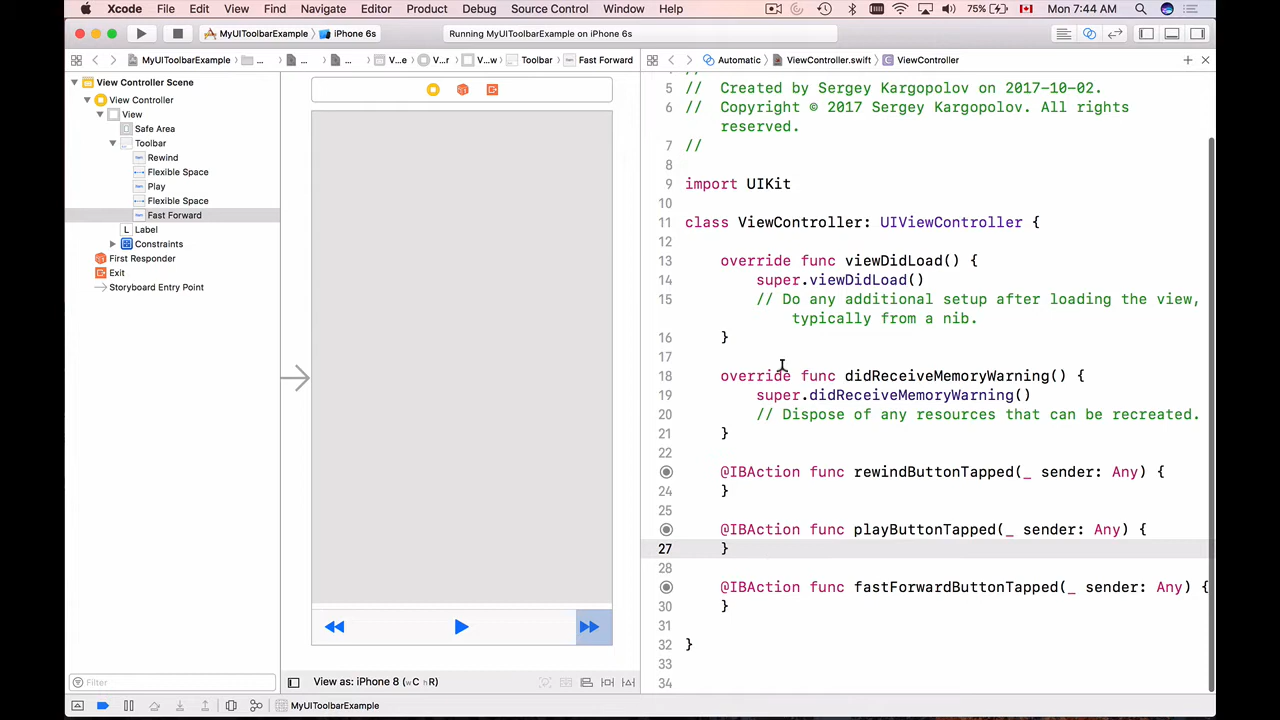 Xcode File Edit View Find Navigate Editor Product Debug Source Control Window Help 75% Mon 7:44 AM
MyUIToolbarExample iPhone 6s Running MyUIToolbarExample on iPhone 6s
MyUIToolbarExample ... V...e V...r V...w Toolbar Fast Forward Automatic ViewController.swift ViewController
View Controller Scene
View Controller
View
Safe Area
Toolbar
Rewind
Flexible Space
Play
Flexible Space
Fast Forward
Label
Constraints
First Responder
Exit
Storyboard Entry Point
5 // Created by Sergey Kargopolov on 2017-10-02.
6 // Copyright © 2017 Sergey Kargopolov. All rights
reserved.
7 //
8
9 import UIKit
10
11 class ViewController: UIViewController {
12
13 override func viewDidLoad() {
14 super.viewDidLoad()
15 // Do any additional setup after loading the view,
typically from a nib.
16 }
17
18 override func didReceiveMemoryWarning() {
19 super.didReceiveMemoryWarning()
20 // Dispose of any resources that can be recreated.
21 }
22
@IBAction func rewindButtonTapped(_ sender: Any) {
24 }
25
@IBAction func playButtonTapped(_ sender: Any) {
27 }
28
@IBAction func fastForwardButtonTapped(_ sender: Any) {
30 }
31
32 }
33
34
Filter
View as: iPhone 8 (wC hR)
MyUIToolbarExample